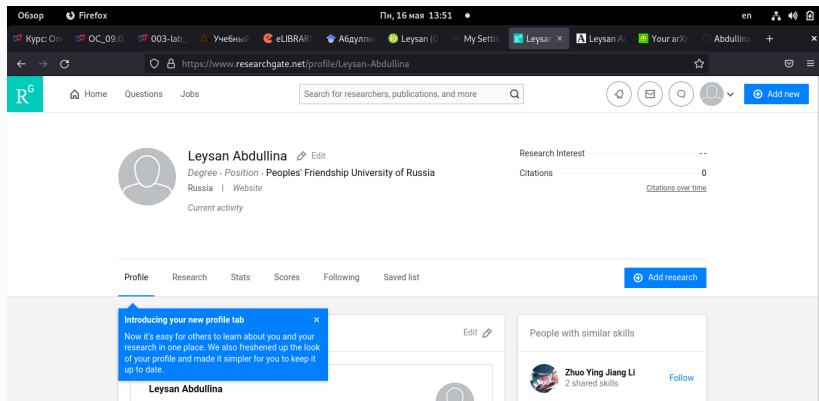 Обзор Firefox Пн, 16 мая 13:51 en
Курс: On ОС_09.0 003-lab_ Учебный eLIBRARY Абдулли Leysan (0 My Settin Leysan × Leysan A Your arXi Abdullina + ×
https://www.researchgate.net/profile/Leysan-Abdullina
RG Home Questions Jobs Search for researchers, publications, and more Add new
Leysan Abdullina Edit
Degree · Position · Peoples' Friendship University of Russia
Russia | Website
Current activity
Research Interest - -
Citations 0
Citations over time
Profile Research Stats Scores Following Saved list Add research
Introducing your new profile tab ×
Now it's easy for others to learn about you and your
research in one place. We also freshened up the look
of your profile and made it simpler for you to keep it
up to date.
Edit
Leysan Abdullina
People with similar skills
Zhuo Ying Jiang Li
2 shared skills
Follow